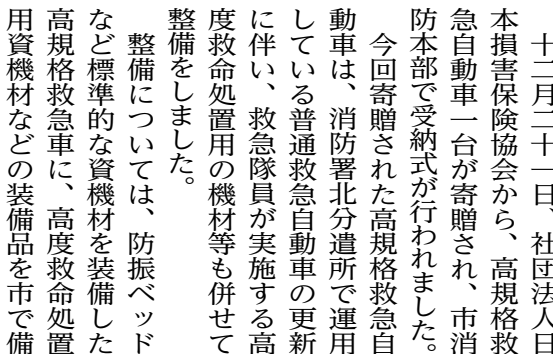 十二月二十一日、社団法人日
本損害保険協会から、高規格救
急自動車一台が寄贈され、市消
防本部で受納式が行われました。
今回寄贈された高規格救急自
動車は、消防署北分遣所で運用
している普通救急自動車の更新
に伴い、救急隊員が実施する高
度救命処置用の機材等も併せて
整備をしました。
整備については、防振ベッド
など標準的な資機材を装備した
高規格救急車に、高度救命処置
用資機材などの装備品を市で備